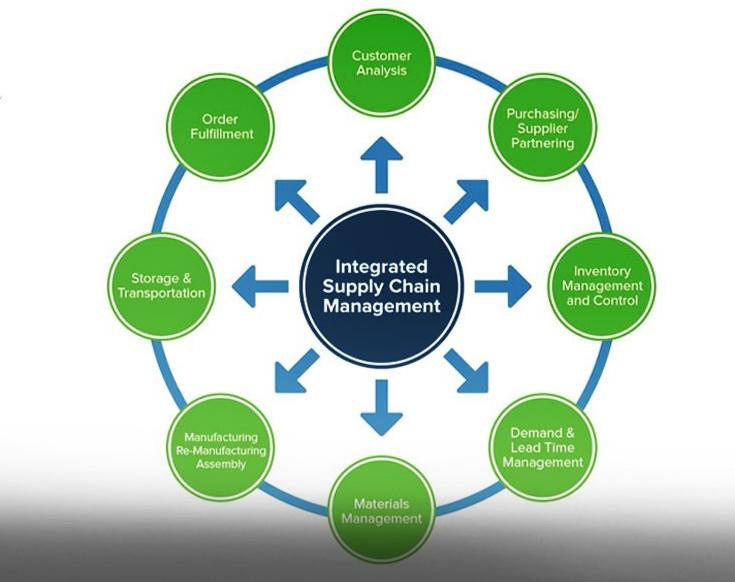 Customer
Analysis
Purchasing/
Supplier
Partnering
Inventory
Management
and Control
Demand &
Lead Time
Management
Materials
Management
Manufacturing
Re-Manufacturing
Assembly
Storage &
Transportation
Order
Fulfillment
Integrated
Supply Chain
Management